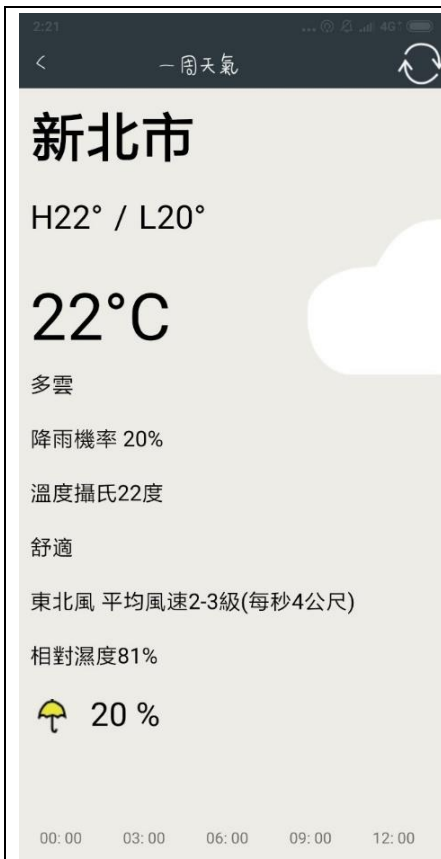 2:21 ... 4G⁺
一周天氣
新北市
H22° / L20°
22°C
多雲
降雨機率 20%
溫度攝氏22度
舒適
東北風 平均風速2-3級(每秒4公尺)
相對濕度81%
20 %
00:00 03:00 06:00 09:00 12:00